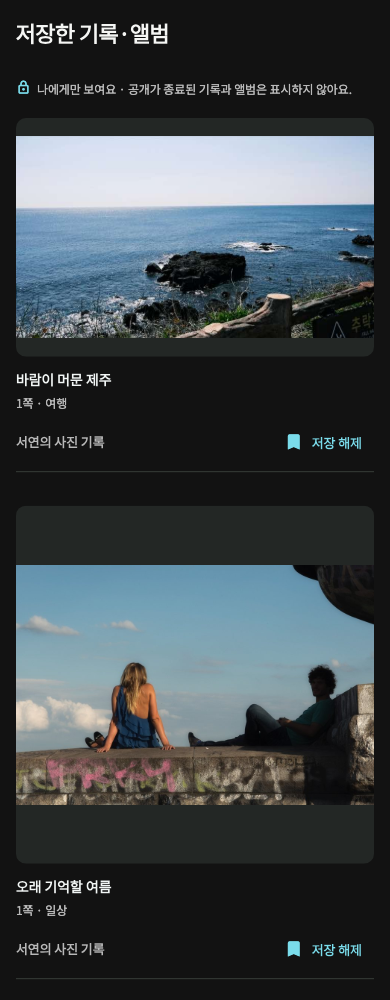 저장한 기록·앨범
나에게만 보여요 · 공개가 종료된 기록과 앨범은 표시하지 않아요.
바람이 머문 제주
1쪽 · 여행
서연의 사진 기록
저장 해제
오래 기억할 여름
1쪽 · 일상
서연의 사진 기록
저장 해제